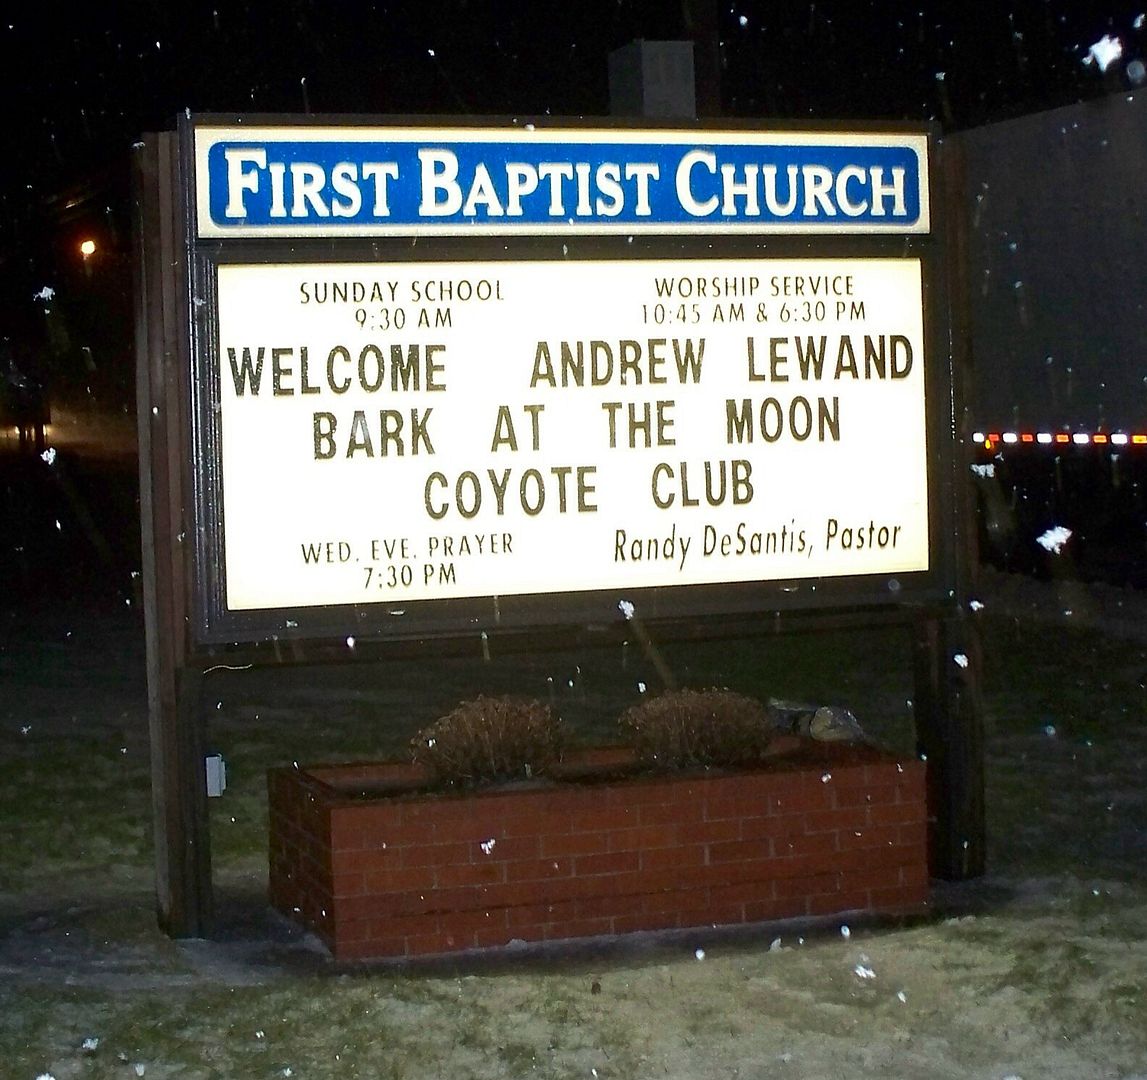 FIRST BAPTIST CHURCH
SUNDAY SCHOOL
9:30 AM
WORSHIP SERVICE
10:45 AM & 6:30 PM
WELCOME ANDREW LEWAND
BARK AT THE MOON
COYOTE CLUB
WED. EVE. PRAYER
7:30 PM
Randy DeSantis, Pastor